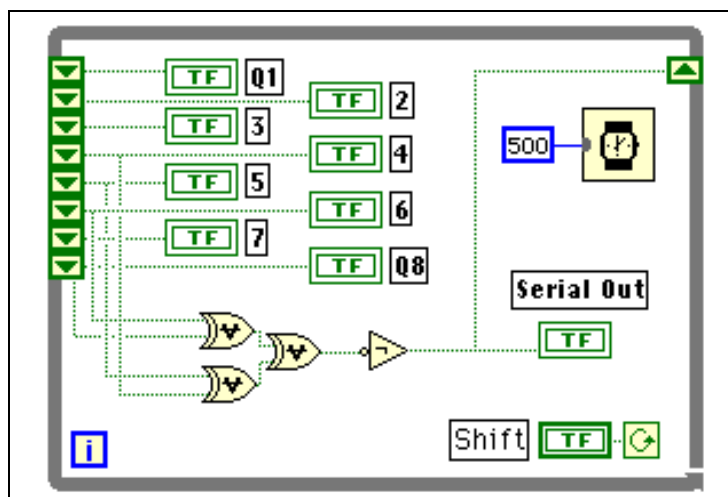 TF Q1
TF 2
TF 3
TF 4
TF 5
TF 6
TF 7
TF Q8
500
Serial Out
TF
Shift TF
i